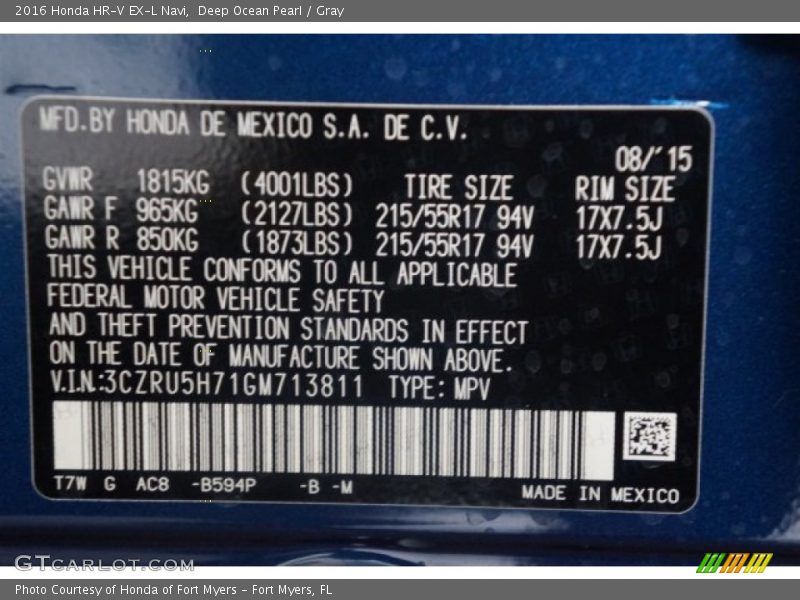 2016 Honda HR-V EX-L Navi,  Deep Ocean Pearl / Gray
MFD.BY HONDA DE MEXICO S.A. DE C.V.
08/'15
GVWR 1815KG (4001LBS) TIRE SIZE RIM SIZE
GAWR F 965KG (2127LBS) 215/55R17 94V 17X7.5J
GAWR R 850KG (1873LBS) 215/55R17 94V 17X7.5J
THIS VEHICLE CONFORMS TO ALL APPLICABLE
FEDERAL MOTOR VEHICLE SAFETY
AND THEFT PREVENTION STANDARDS IN EFFECT
ON THE DATE OF MANUFACTURE SHOWN ABOVE.
V.I.N.:3CZRU5H71GM713811 TYPE: MPV
T7W G AC8 -B594P -B -M
MADE IN MEXICO
GTCarLot.com
Photo Courtesy of Honda of Fort Myers - Fort Myers, FL